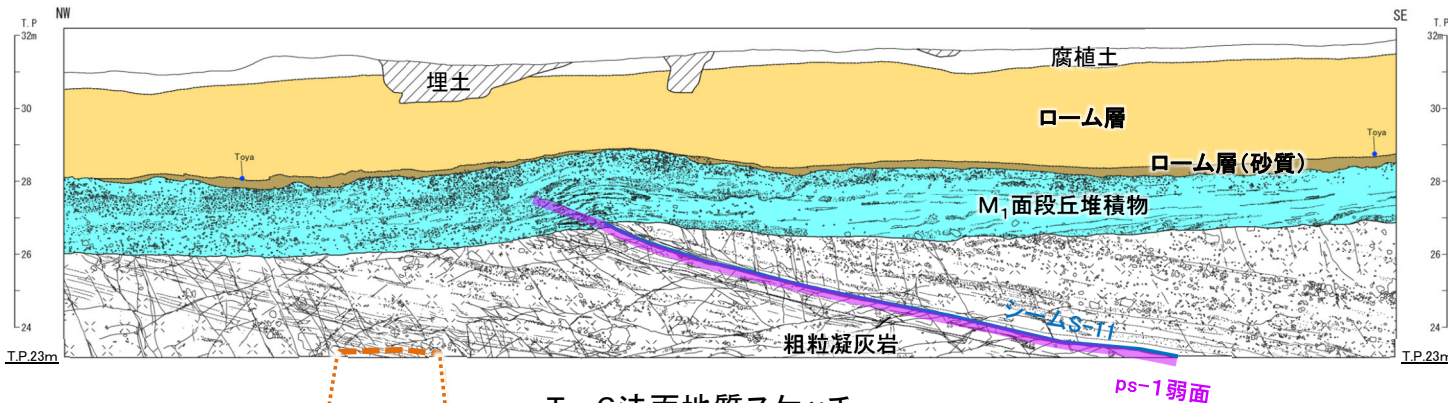 NW
SE
T.P
T.P
32m
32m
腐植土
埋土
30
30
ローム層
Toya
Toya
ローム層(砂質)
28
28
M₁面段丘堆積物
26
26
シームS-11
24
24
粗粒凝灰岩
T.P.23m
T.P.23m
ps-1弱面